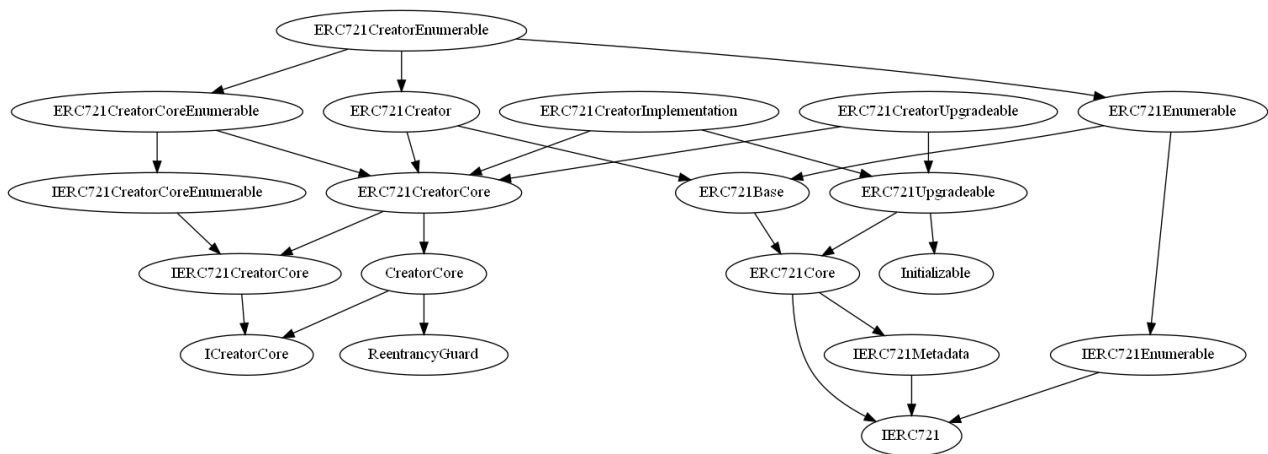 ERC721CreatorEnumerable
ERC721CreatorCoreEnumerable
ERC721Creator
ERC721CreatorImplementation
ERC721CreatorUpgradeable
ERC721Enumerable
IERC721CreatorCoreEnumerable
ERC721CreatorCore
ERC721Base
ERC721Upgradeable
IERC721CreatorCore
CreatorCore
ERC721Core
Initializable
ICreatorCore
ReentrancyGuard
IERC721Metadata
IERC721Enumerable
IERC721